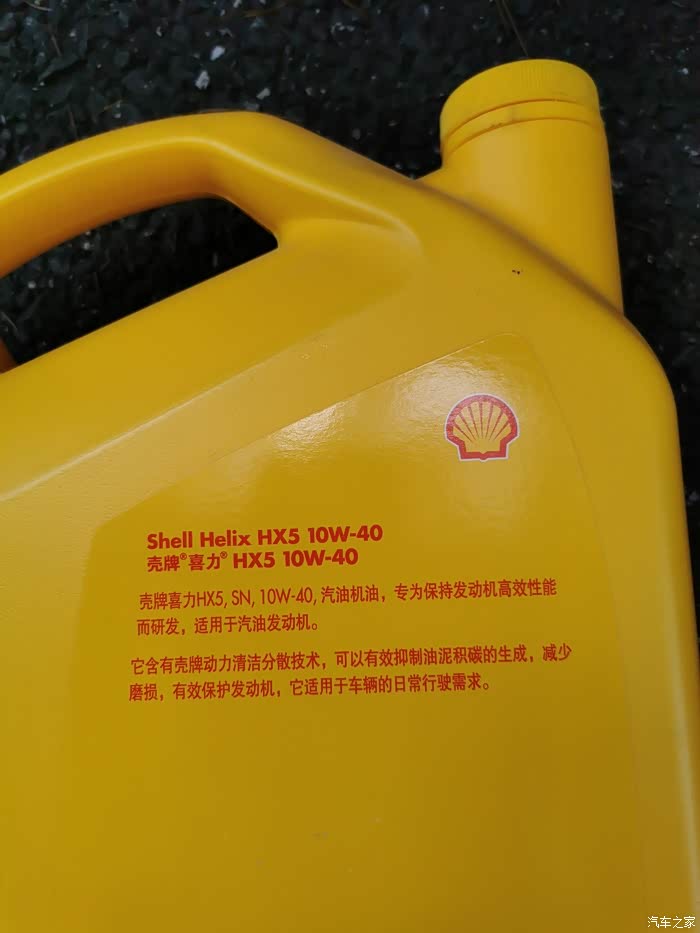 Shell Helix HX5 10W-40
壳牌®喜力® HX5 10W-40
壳牌喜力HX5, SN, 10W-40, 汽油机油，专为保持发动机高效性能
而研发，适用于汽油发动机。
它含有壳牌动力清洁分散技术，可以有效抑制油泥积碳的生成，减少
磨损，有效保护发动机，它适用于车辆的日常行驶需求。
汽车之家